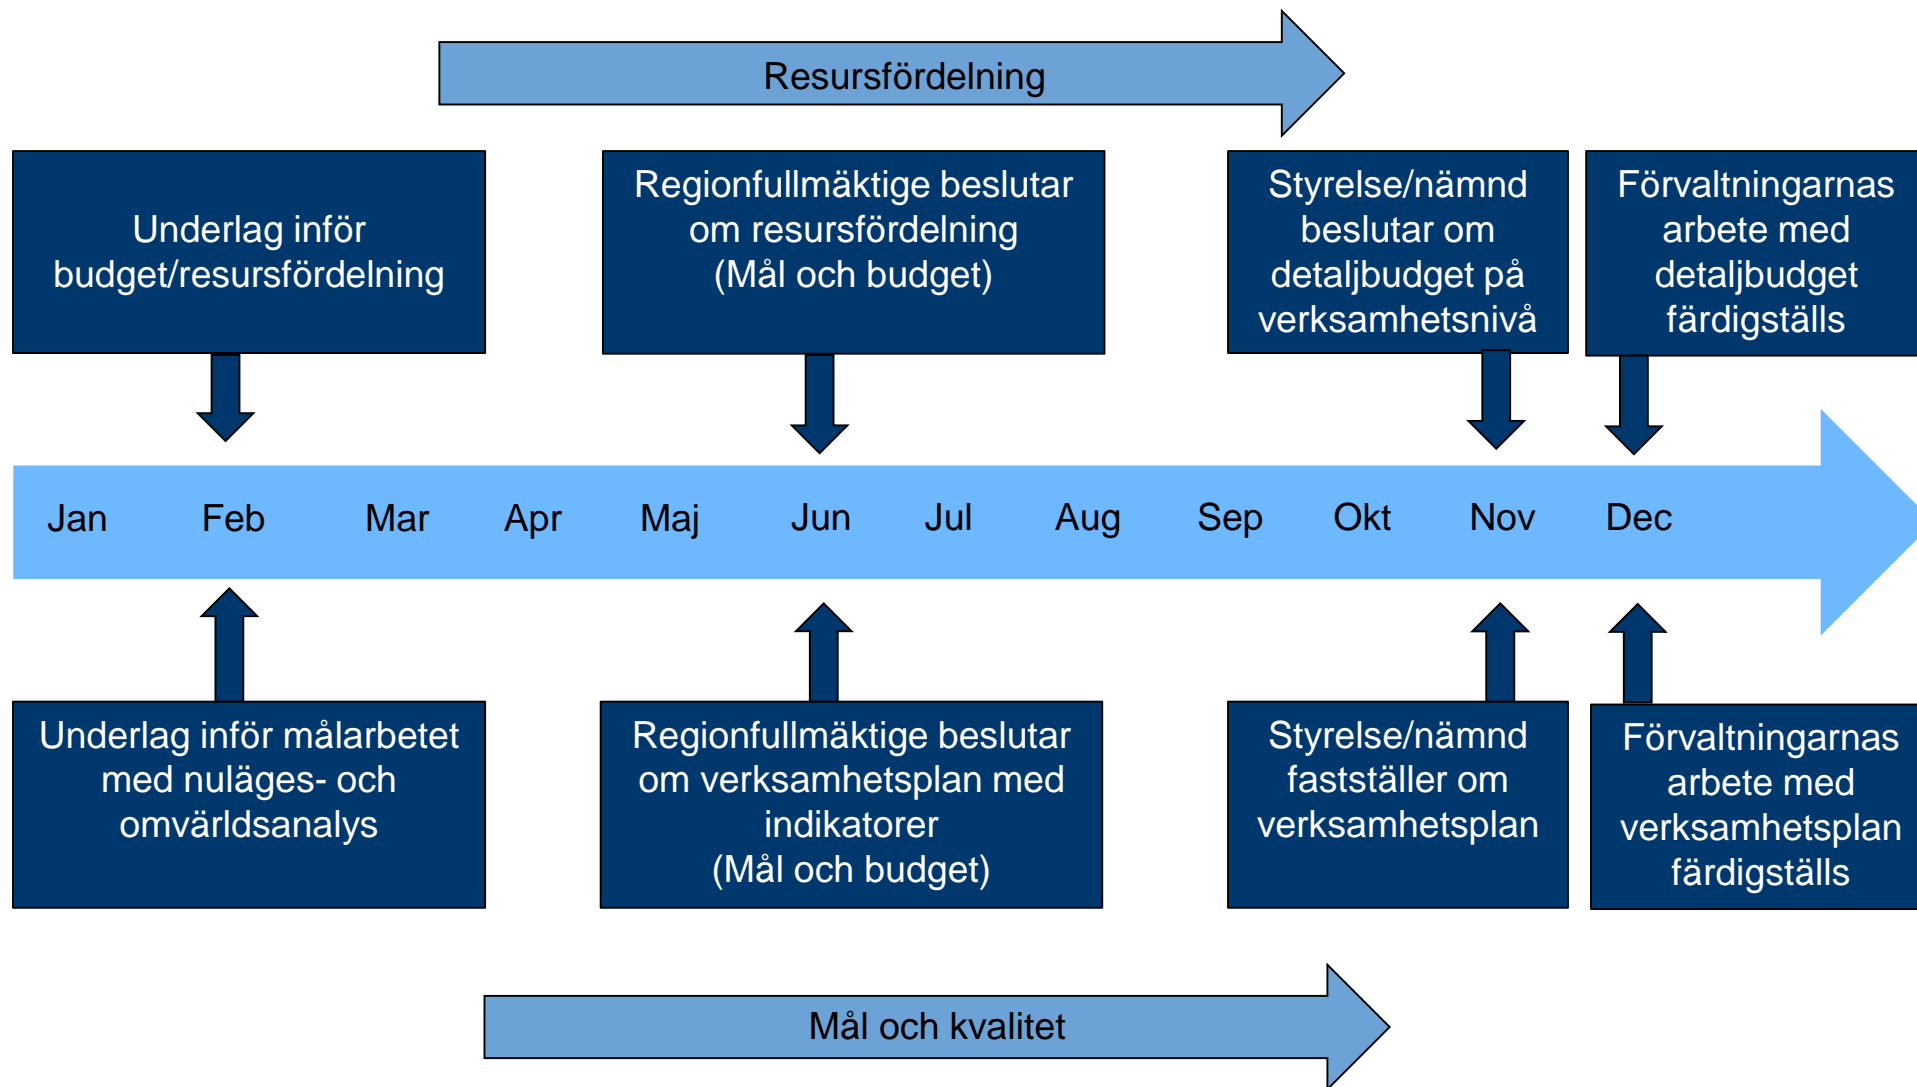 Resursfördelning
Underlag inför
budget/resursfördelning
Regionfullmäktige beslutar
om resursfördelning
(Mål och budget)
Styrelse/nämnd
beslutar om
detaljbudget på
verksamhetsnivå
Förvaltningarnas
arbete med
detaljbudget
färdigställs
Jan Feb Mar Apr Maj Jun Jul Aug Sep Okt Nov Dec
Underlag inför målarbetet
med nuläges- och
omvärldsanalys
Regionfullmäktige beslutar
om verksamhetsplan med
indikatorer
(Mål och budget)
Styrelse/nämnd
fastställer om
verksamhetsplan
Förvaltningarnas
arbete med
verksamhetsplan
färdigställs
Mål och kvalitet